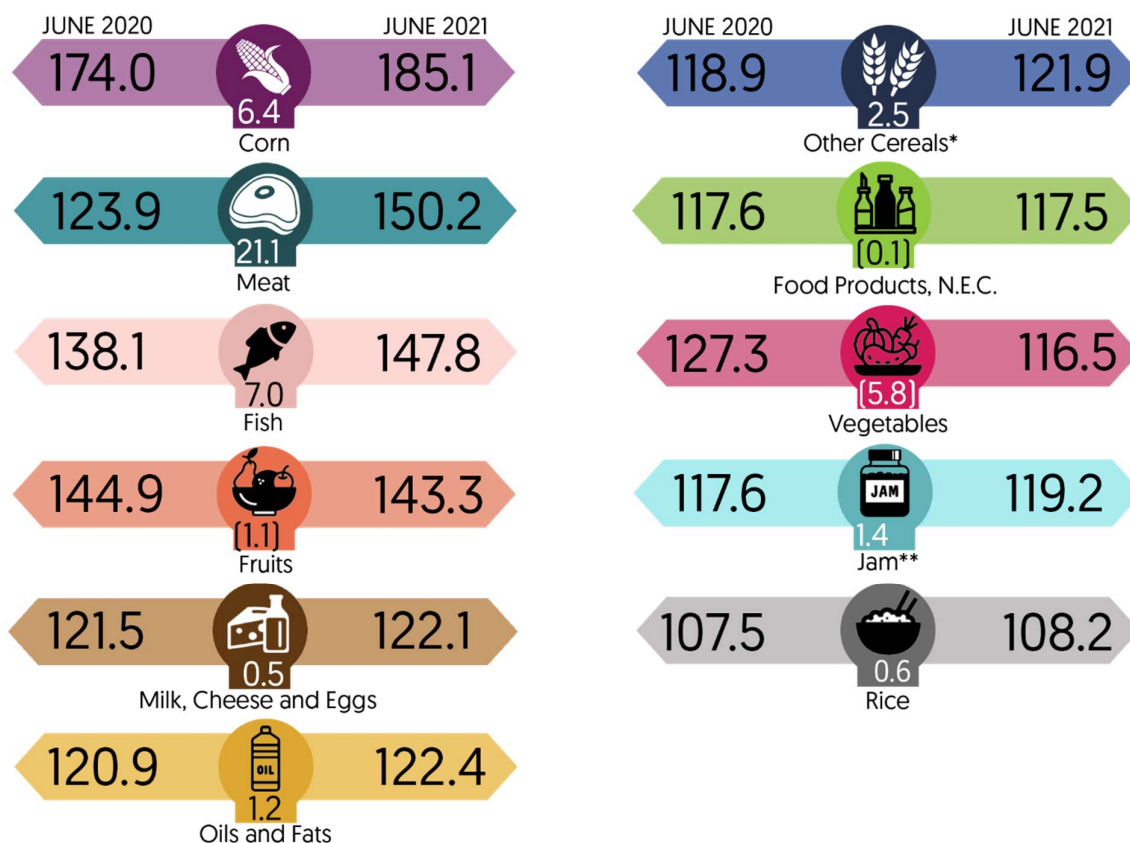 JUNE 2020 JUNE 2021
174.0 185.1
6.4
Corn
123.9 150.2
21.1
Meat
138.1 147.8
7.0
Fish
144.9 143.3
(1.1)
Fruits
121.5 122.1
0.5
Milk, Cheese and Eggs
120.9 122.4
OIL
1.2
Oils and Fats
JUNE 2020 JUNE 2021
118.9 121.9
2.5
Other Cereals*
117.6 117.5
(0.1)
Food Products, N.E.C.
127.3 116.5
(5.8)
Vegetables
117.6 119.2
JAM
1.4
Jam**
107.5 108.2
0.6
Rice